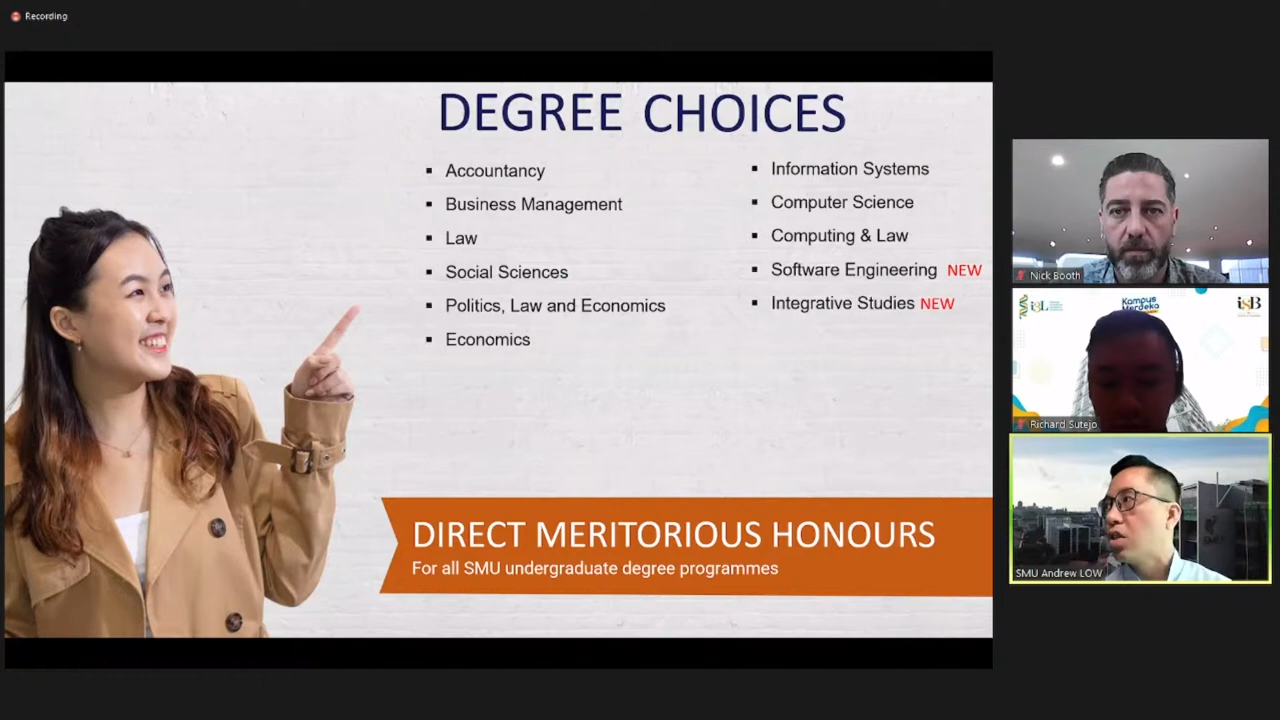 Recording
DEGREE CHOICES
Accountancy
Business Management
Law
Social Sciences
Politics, Law and Economics
Economics
Information Systems
Computer Science
Computing & Law
Software Engineering NEW
Integrative Studies NEW
DIRECT MERITORIOUS HONOURS
For all SMU undergraduate degree programmes
Nick Booth
i3L
Kampus
Merdeka
Richard Sutejo
SMU Andrew LOW